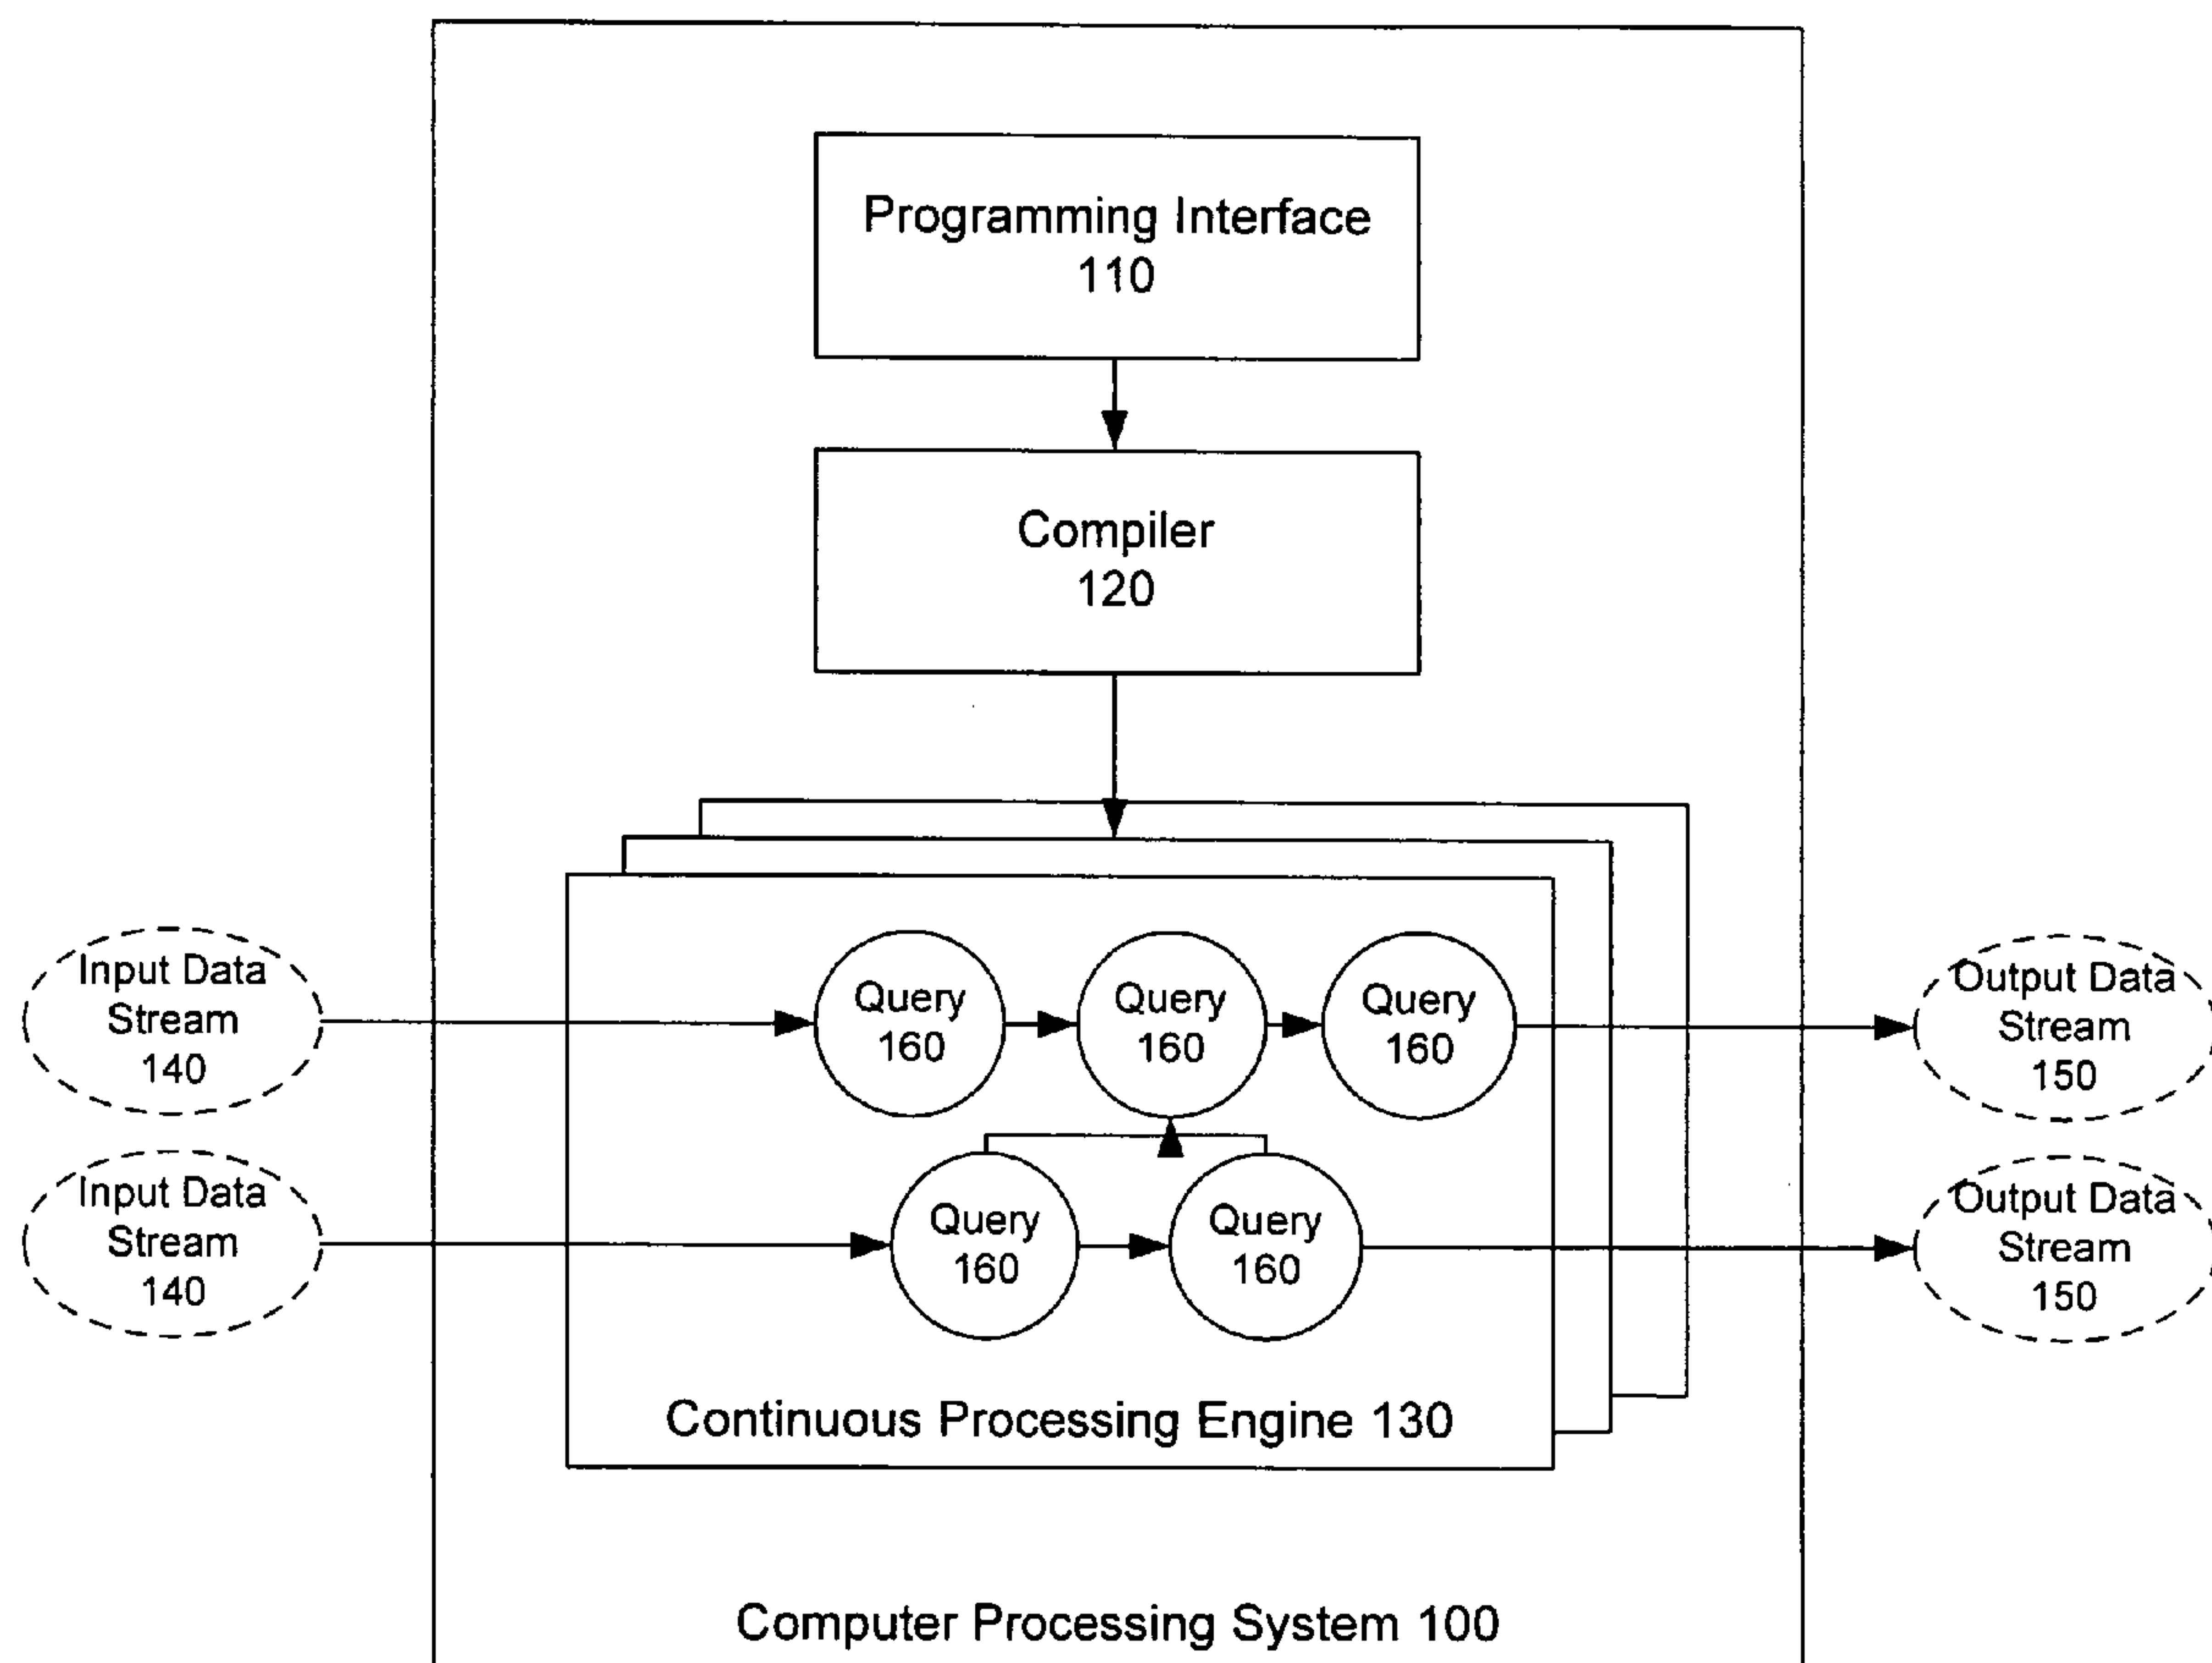 Programming Interface
110
Compiler
120
Input Data
Stream
140
Query
160
Query
160
Query
160
Output Data
Stream
150
Input Data
Stream
140
Query
160
Query
160
Output Data
Stream
150
Continuous Processing Engine 130
Computer Processing System 100